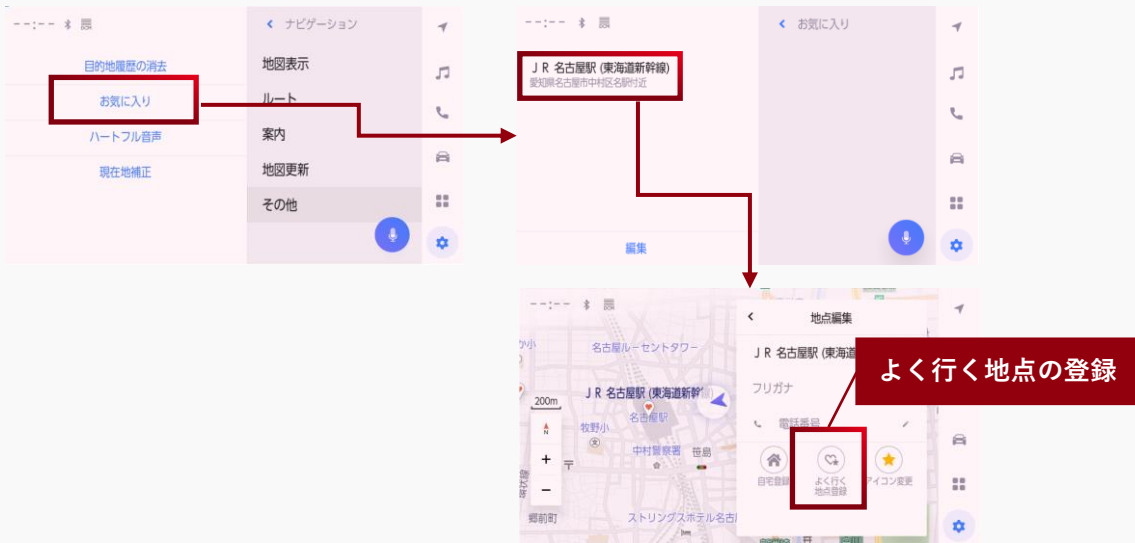 --:--
ナビゲーション
目的地履歴の消去
お気に入り
ハートフル音声
現在地補正
地図表示
ルート
案内
地図更新
その他
--:--
お気に入り
JR 名古屋駅 (東海道新幹線)
愛知県名古屋市中村区名駅付近
編集
--:--
地点編集
名古屋ルーセントタワー
JR 名古屋駅 (東海道
フリガナ
200m
JR 名古屋駅 (東海道新幹線)
名古屋駅
牧野小
中村警察署
笹島
電話番号
N
+
−
自宅登録
よく行く
地点登録
アイコン変更
郷前町
ストリングスホテル名古
よく行く地点の登録